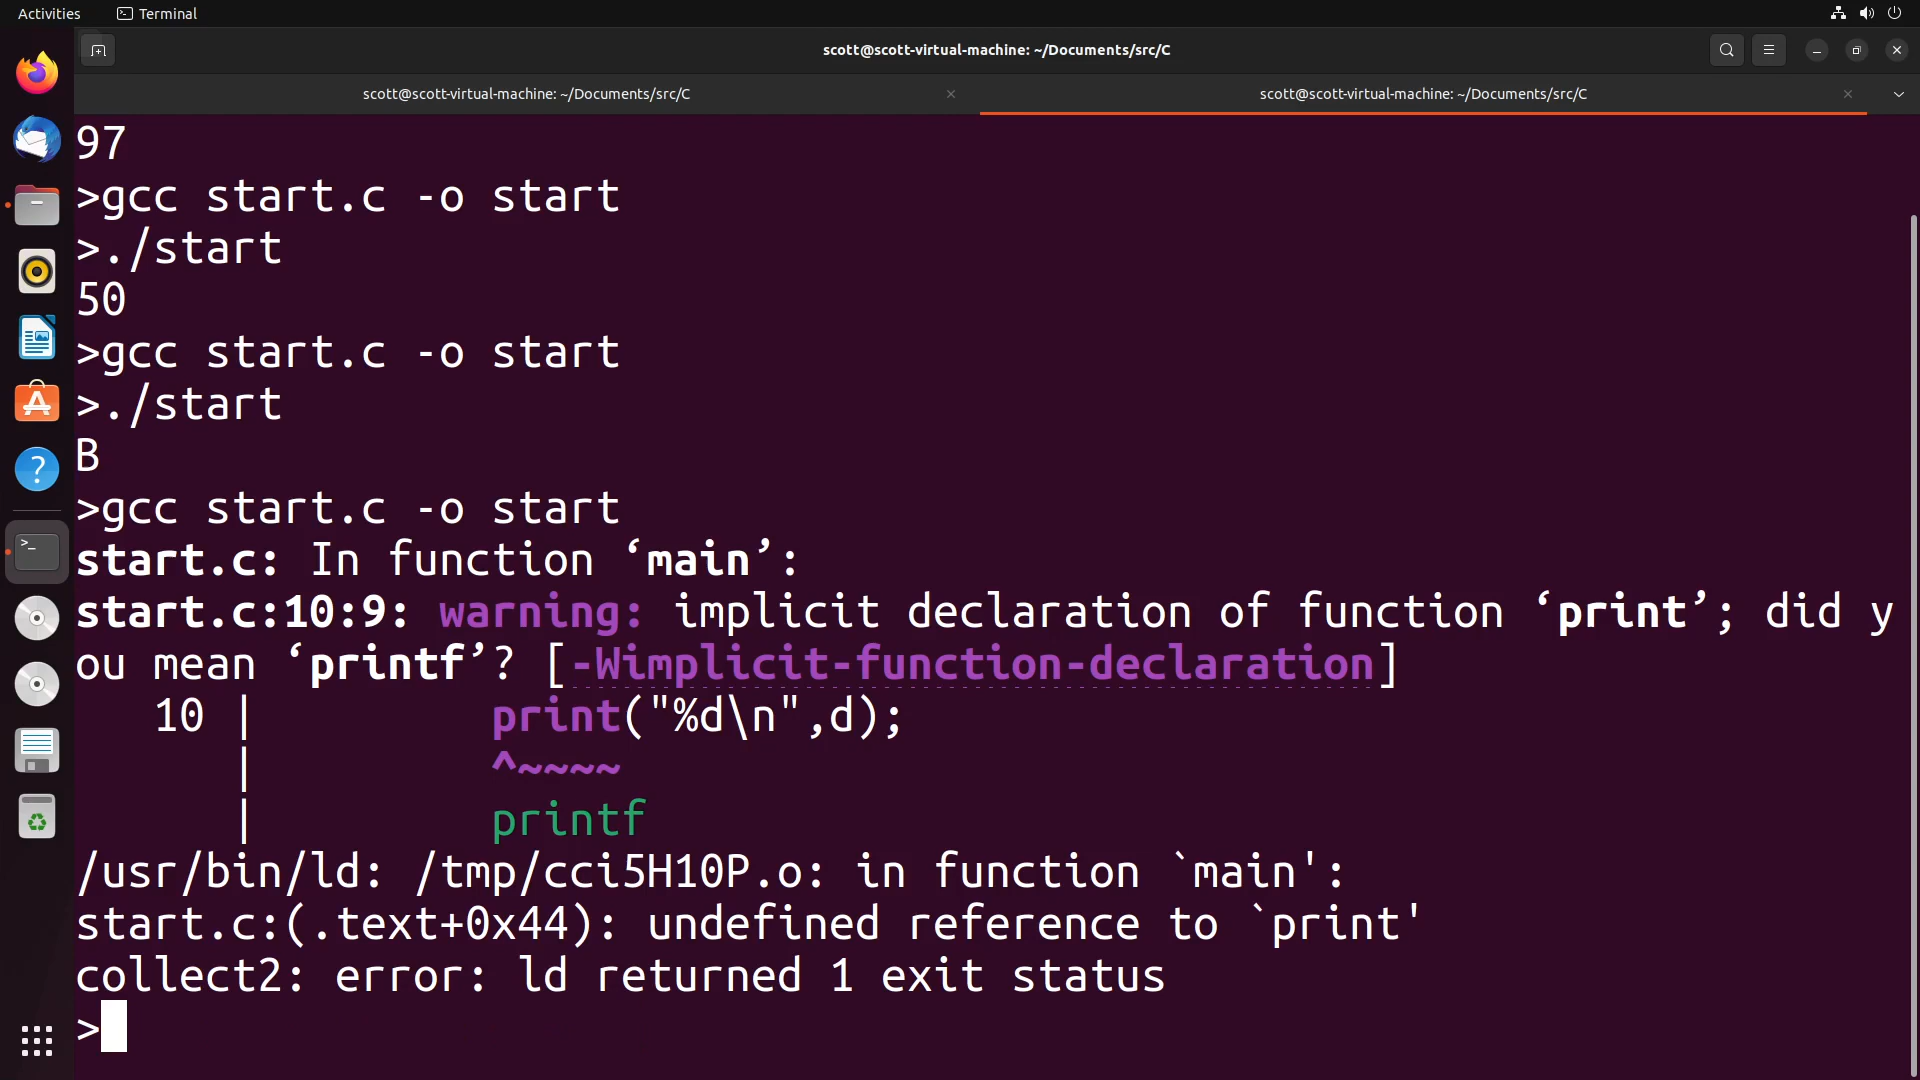 Activities
Terminal
scott@scott-virtual-machine: ~/Documents/src/C
scott@scott-virtual-machine: ~/Documents/src/C
scott@scott-virtual-machine: ~/Documents/src/C
97
>gcc start.c -o start
>./start
50
>gcc start.c -o start
>./start
B
>gcc start.c -o start
start.c: In function ‘main’:
start.c:10:9: warning: implicit declaration of function ‘print’; did y
ou mean ‘printf’? [-Wimplicit-function-declaration]
10 | print("%d\n",d);
| ^~~~~
| printf
/usr/bin/ld: /tmp/cci5H10P.o: in function `main':
start.c:(.text+0x44): undefined reference to `print'
collect2: error: ld returned 1 exit status
>